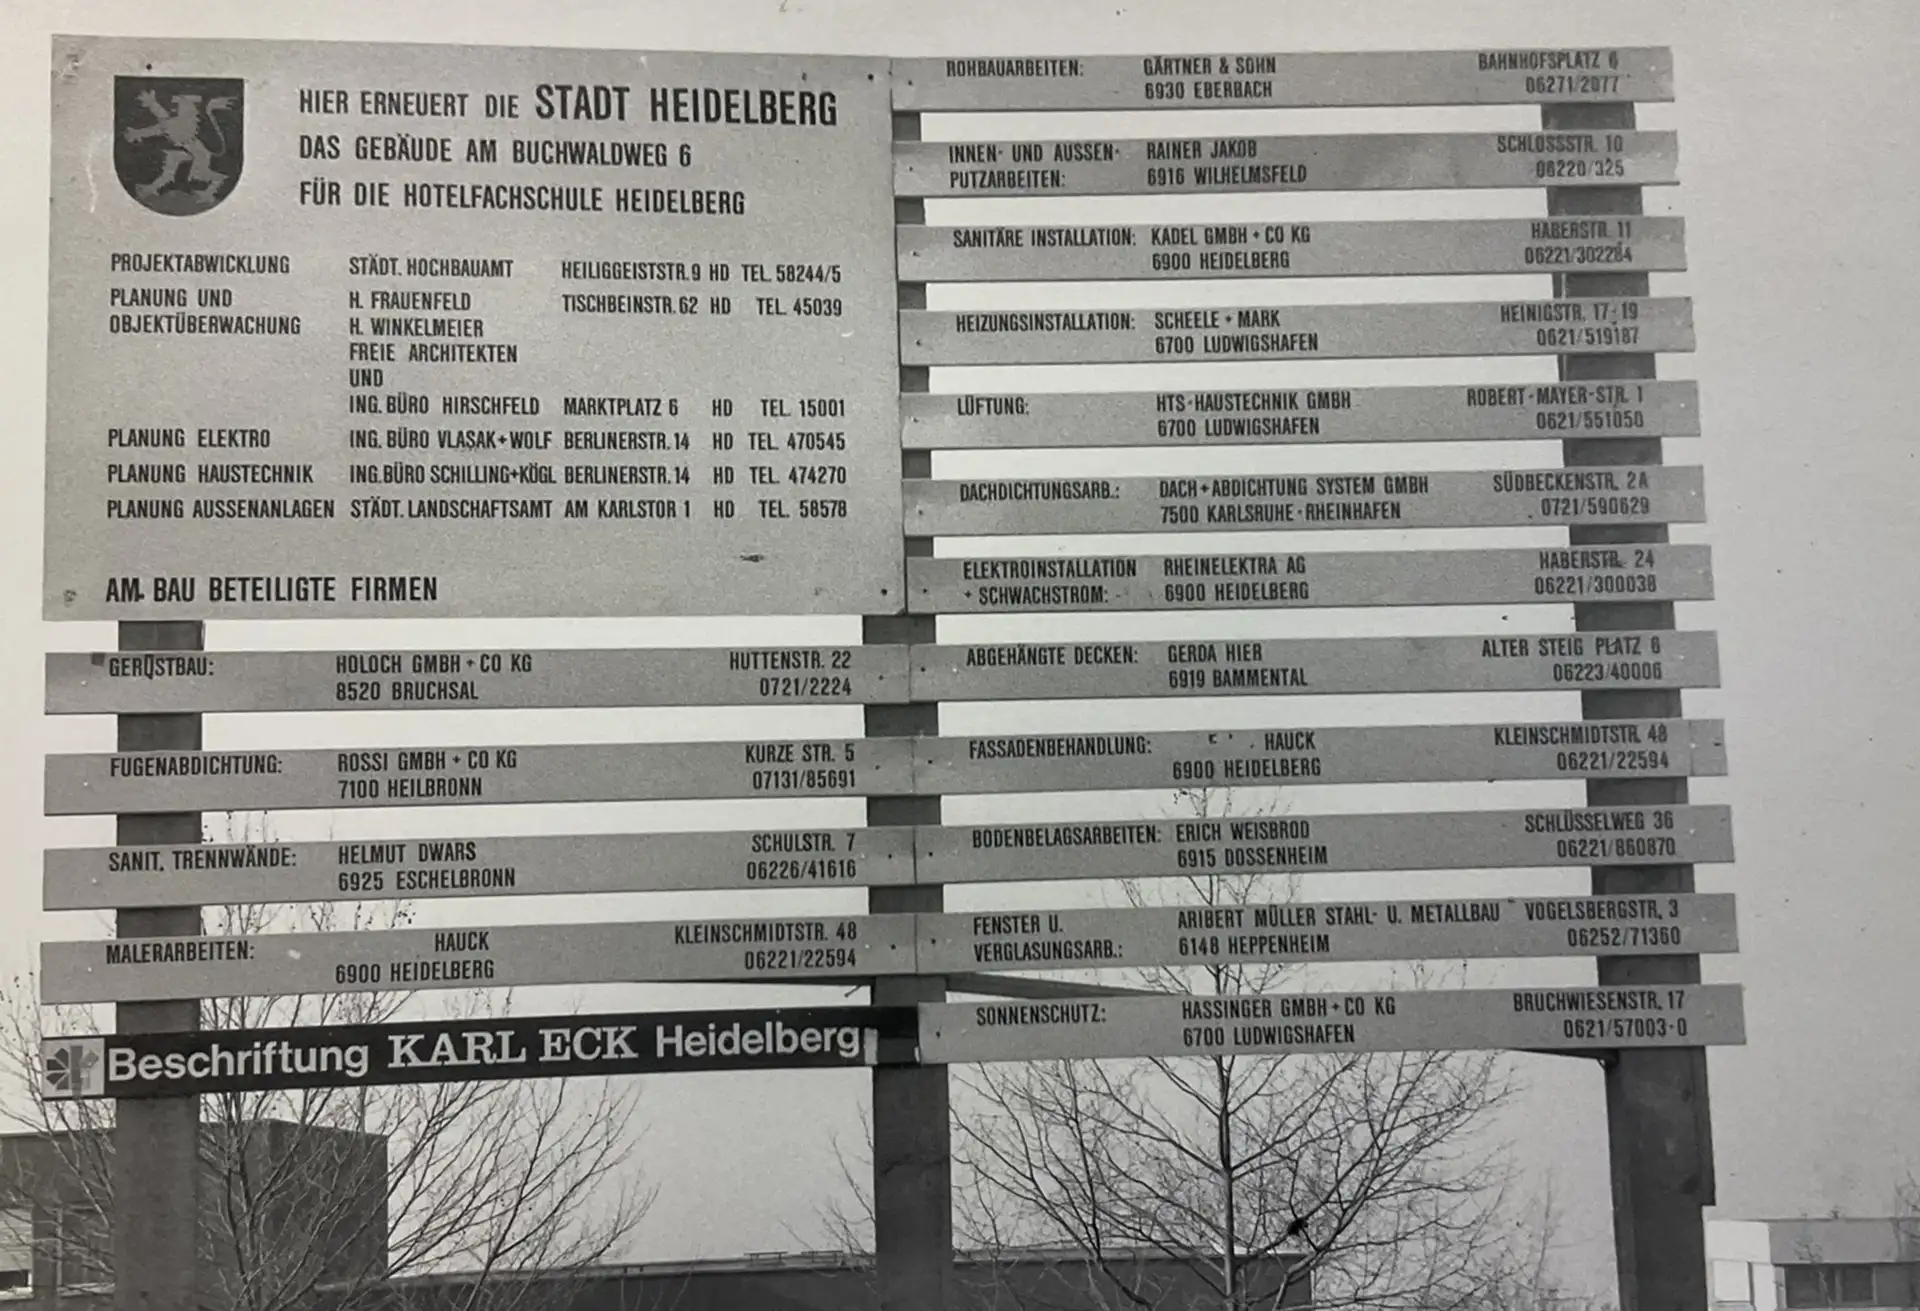 HIER ERNEUERT DIE STADT HEIDELBERG
DAS GEBÄUDE AM BUCHWALDWEG 6
FÜR DIE HOTELFACHSCHULE HEIDELBERG
PROJEKTABWICKLUNG STÄDT. HOCHBAUAMT HEILIGGEISTSTR. 9 HD TEL. 58244/5
PLANUNG UND H. FRAUENFELD TISCHBEINSTR. 62 HD TEL. 45039
OBJEKTÜBERWACHUNG H. WINKELMEIER
FREIE ARCHITEKTEN
UND
ING. BÜRO HIRSCHFELD MARKTPLATZ 6 HD TEL. 15001
PLANUNG ELEKTRO ING. BÜRO VLASAK+WOLF BERLINERSTR. 14 HD TEL. 470545
PLANUNG HAUSTECHNIK ING. BÜRO SCHILLING+KÖGL BERLINERSTR. 14 HD TEL. 474270
PLANUNG AUSSENANLAGEN STÄDT. LANDSCHAFTSAMT AM KARLSTOR 1 HD TEL. 58578
AM BAU BETEILIGTE FIRMEN
GERÜSTBAU: HOLOCH GMBH + CO KG HUTTENSTR. 22
8520 BRUCHSAL 0721/2224
FUGENABDICHTUNG: ROSSI GMBH + CO KG KURZE STR. 5
7100 HEILBRONN 07131/85691
SANIT. TRENNWÄNDE: HELMUT DWARS SCHULSTR. 7
6925 ESCHELBRONN 06226/41616
MALERARBEITEN: HAUCK KLEINSCHMIDTSTR. 48
6900 HEIDELBERG 06221/22594
Beschriftung KARL ECK Heidelberg
ROHBAUARBEITEN: GÄRTNER & SOHN BAHNHOFSPLATZ 6
6930 EBERBACH 06271/2077
INNEN- UND AUSSEN- RAINER JAKOB SCHLOSSSTR. 10
PUTZARBEITEN: 6916 WILHELMSFELD 06220/325
SANITÄRE INSTALLATION: KADEL GMBH + CO KG HABERSTR. 11
6900 HEIDELBERG 06221/302284
HEIZUNGSINSTALLATION: SCHEELE + MARK HEINIGSTR. 17-19
6700 LUDWIGSHAFEN 0621/519187
LÜFTUNG: HTS-HAUSTECHNIK GMBH ROBERT-MAYER-STR. 1
6700 LUDWIGSHAFEN 0621/551050
DACHDICHTUNGSARB.: DACH + ABDICHTUNG SYSTEM GMBH SÜDBECKENSTR. 2A
7500 KARLSRUHE-RHEINHAFEN 0721/590629
ELEKTROINSTALLATION RHEINELEKTRA AG HABERSTR. 24
+ SCHWACHSTROM: 6900 HEIDELBERG 06221/300038
ABGEHÄNGTE DECKEN: GERDA HIER ALTER STEIG PLATZ 6
6919 BAMMENTAL 06223/40006
FASSADENBEHANDLUNG: HAUCK KLEINSCHMIDTSTR. 48
6900 HEIDELBERG 06221/22594
BODENBELAGSARBEITEN: ERICH WEISBROD SCHLÜSSELWEG 36
6915 DOSSENHEIM 06221/860870
FENSTER U. ARIBERT MÜLLER STAHL- U. METALLBAU VOGELSBERGSTR. 3
VERGLASUNGSARB.: 6148 HEPPENHEIM 06252/71360
SONNENSCHUTZ: HASSINGER GMBH + CO KG BRUCHWIESENSTR. 17
6700 LUDWIGSHAFEN 0621/57003-0